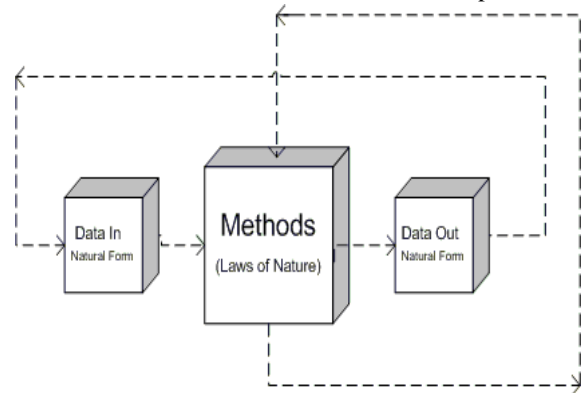 Data In
Natural Form
Methods
(Laws of Nature)
Data Out
Natural Form